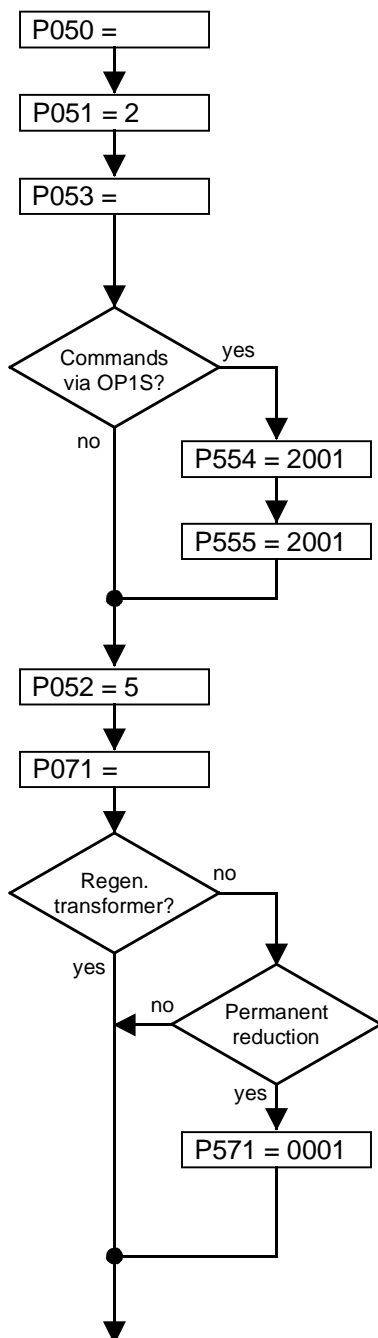 P050 =
P051 = 2
P053 =
Commands
via OP1S?
yes
no
P554 = 2001
P555 = 2001
P052 = 5
P071 =
Regen.
transformer?
no
yes
no
Permanent
reduction
yes
P571 = 0001